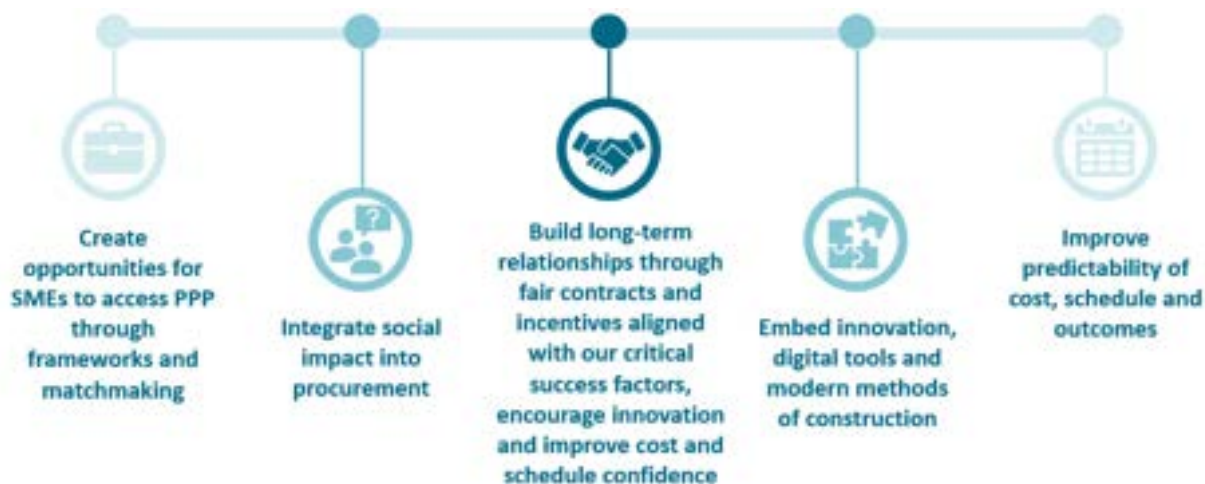 Create
opportunities for
SMEs to access PPP
through
frameworks and
matchmaking
?
Integrate social
impact into
procurement
Build long-term
relationships through
fair contracts and
incentives aligned
with our critical
success factors,
encourage innovation
and improve cost and
schedule confidence
Embed innovation,
digital tools and
modern methods
of construction
Improve
predictability of
cost, schedule and
outcomes